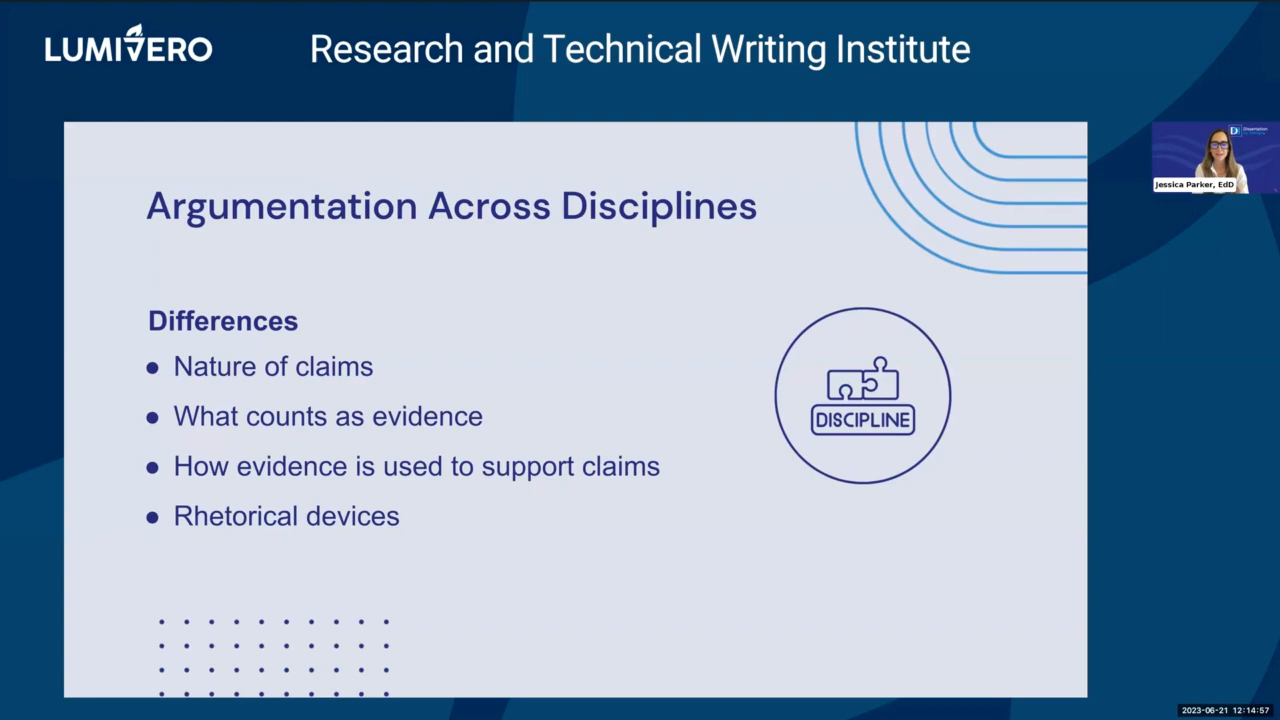 LUMIVERO
Research and Technical Writing Institute
Argumentation Across Disciplines
Differences
● Nature of claims
● What counts as evidence
● How evidence is used to support claims
● Rhetorical devices
DISCIPLINE
Dissertation
Jessica Parker, EdD
2023-06-21 12:14:57